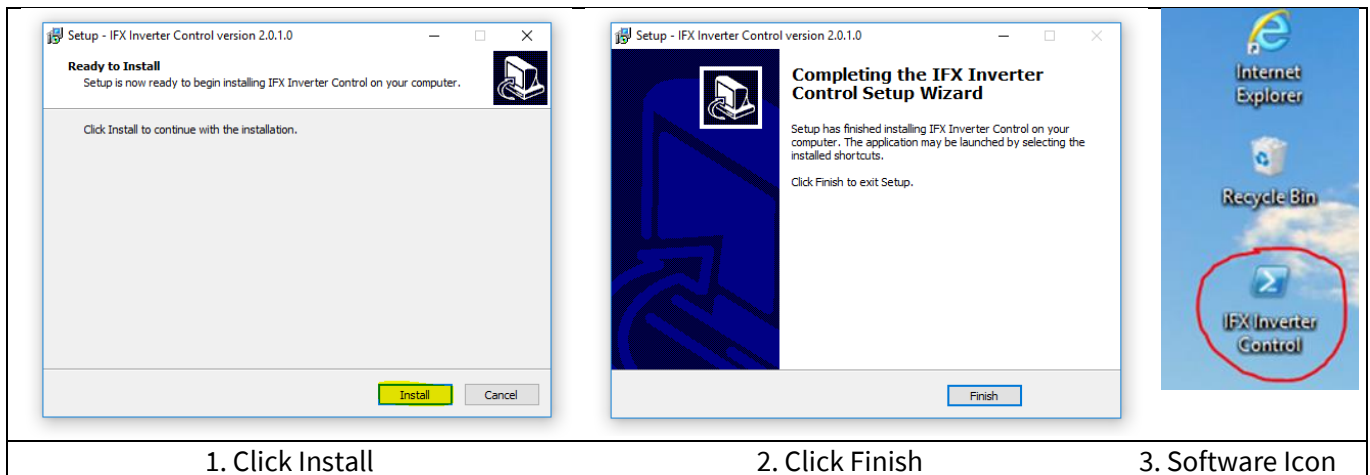 Setup - IFX Inverter Control version 2.0.1.0
Ready to Install
Setup is now ready to begin installing IFX Inverter Control on your computer.
Click Install to continue with the installation.
Install
Cancel
Setup - IFX Inverter Control version 2.0.1.0
Completing the IFX Inverter
Control Setup Wizard
Setup has finished installing IFX Inverter Control on your
computer. The application may be launched by selecting the
installed shortcuts.
Click Finish to exit Setup.
Finish
Internet
Explorer
Recycle Bin
IFX Inverter
Control
1. Click Install
2. Click Finish
3. Software Icon